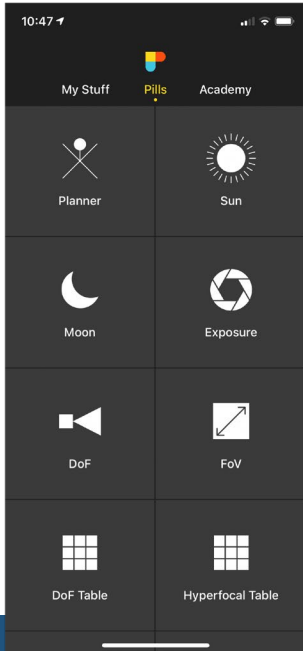 10:47
My Stuff Pills Academy
Planner Sun
Moon Exposure
DoF FoV
DoF Table Hyperfocal Table